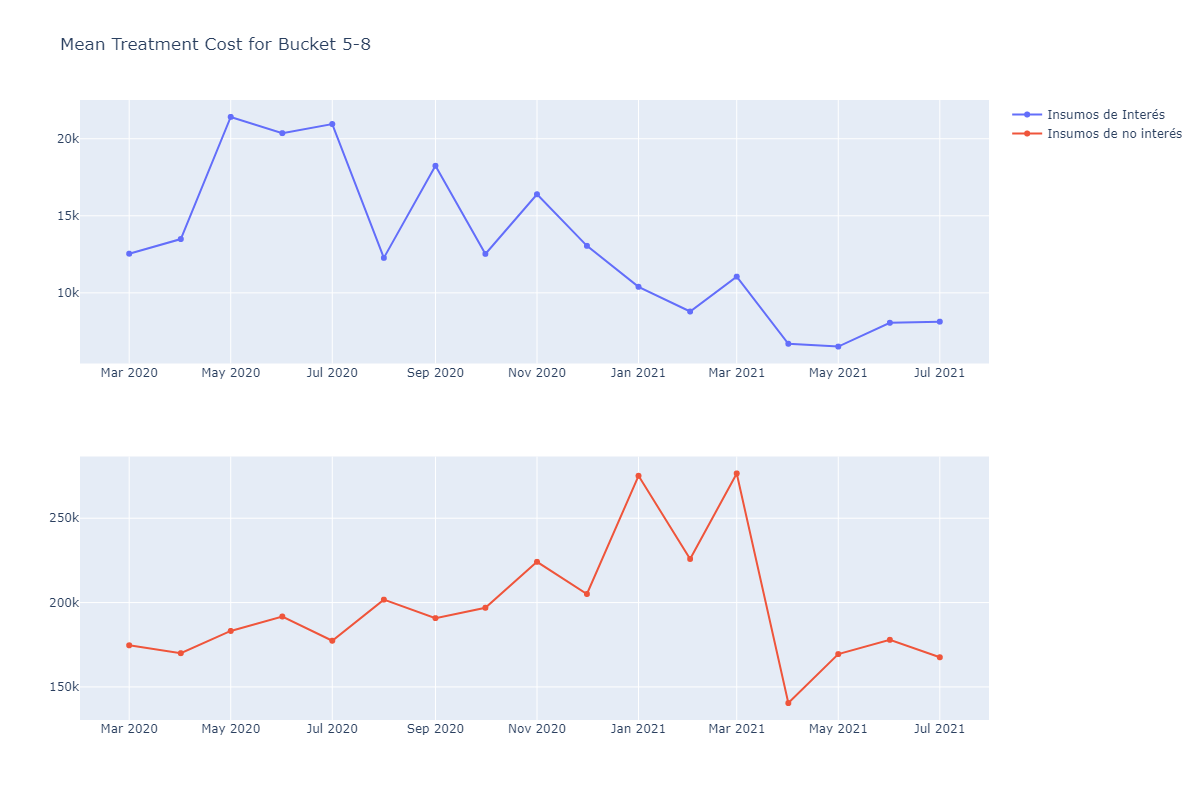 Mean Treatment Cost for Bucket 5-8
Insumos de Interés
Insumos de no interés
20k
15k
10k
Mar 2020 May 2020 Jul 2020 Sep 2020 Nov 2020 Jan 2021 Mar 2021 May 2021 Jul 2021
250k
200k
150k
Mar 2020 May 2020 Jul 2020 Sep 2020 Nov 2020 Jan 2021 Mar 2021 May 2021 Jul 2021